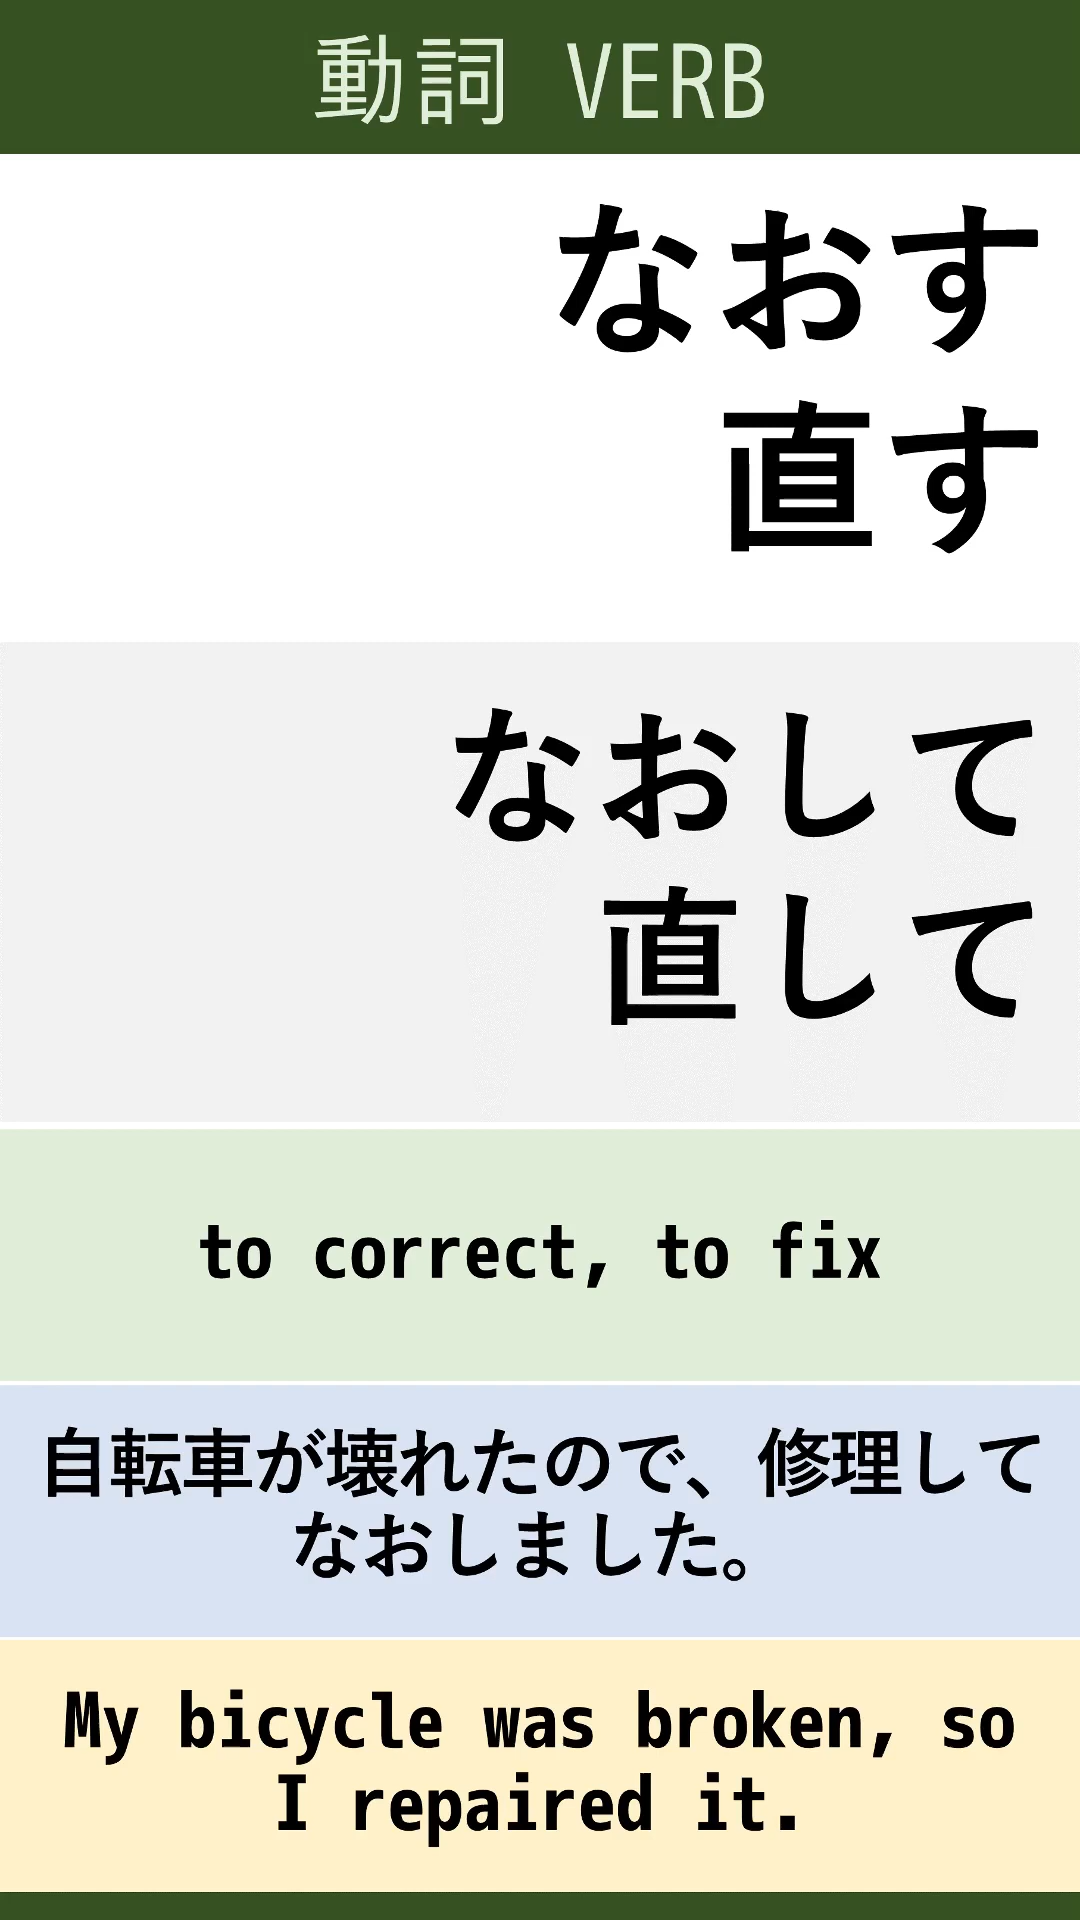 動詞 VERB
なおす
直す
なおして
直して
to correct, to fix
自転車が壊れたので、修理して
なおしました。
My bicycle was broken, so
I repaired it.